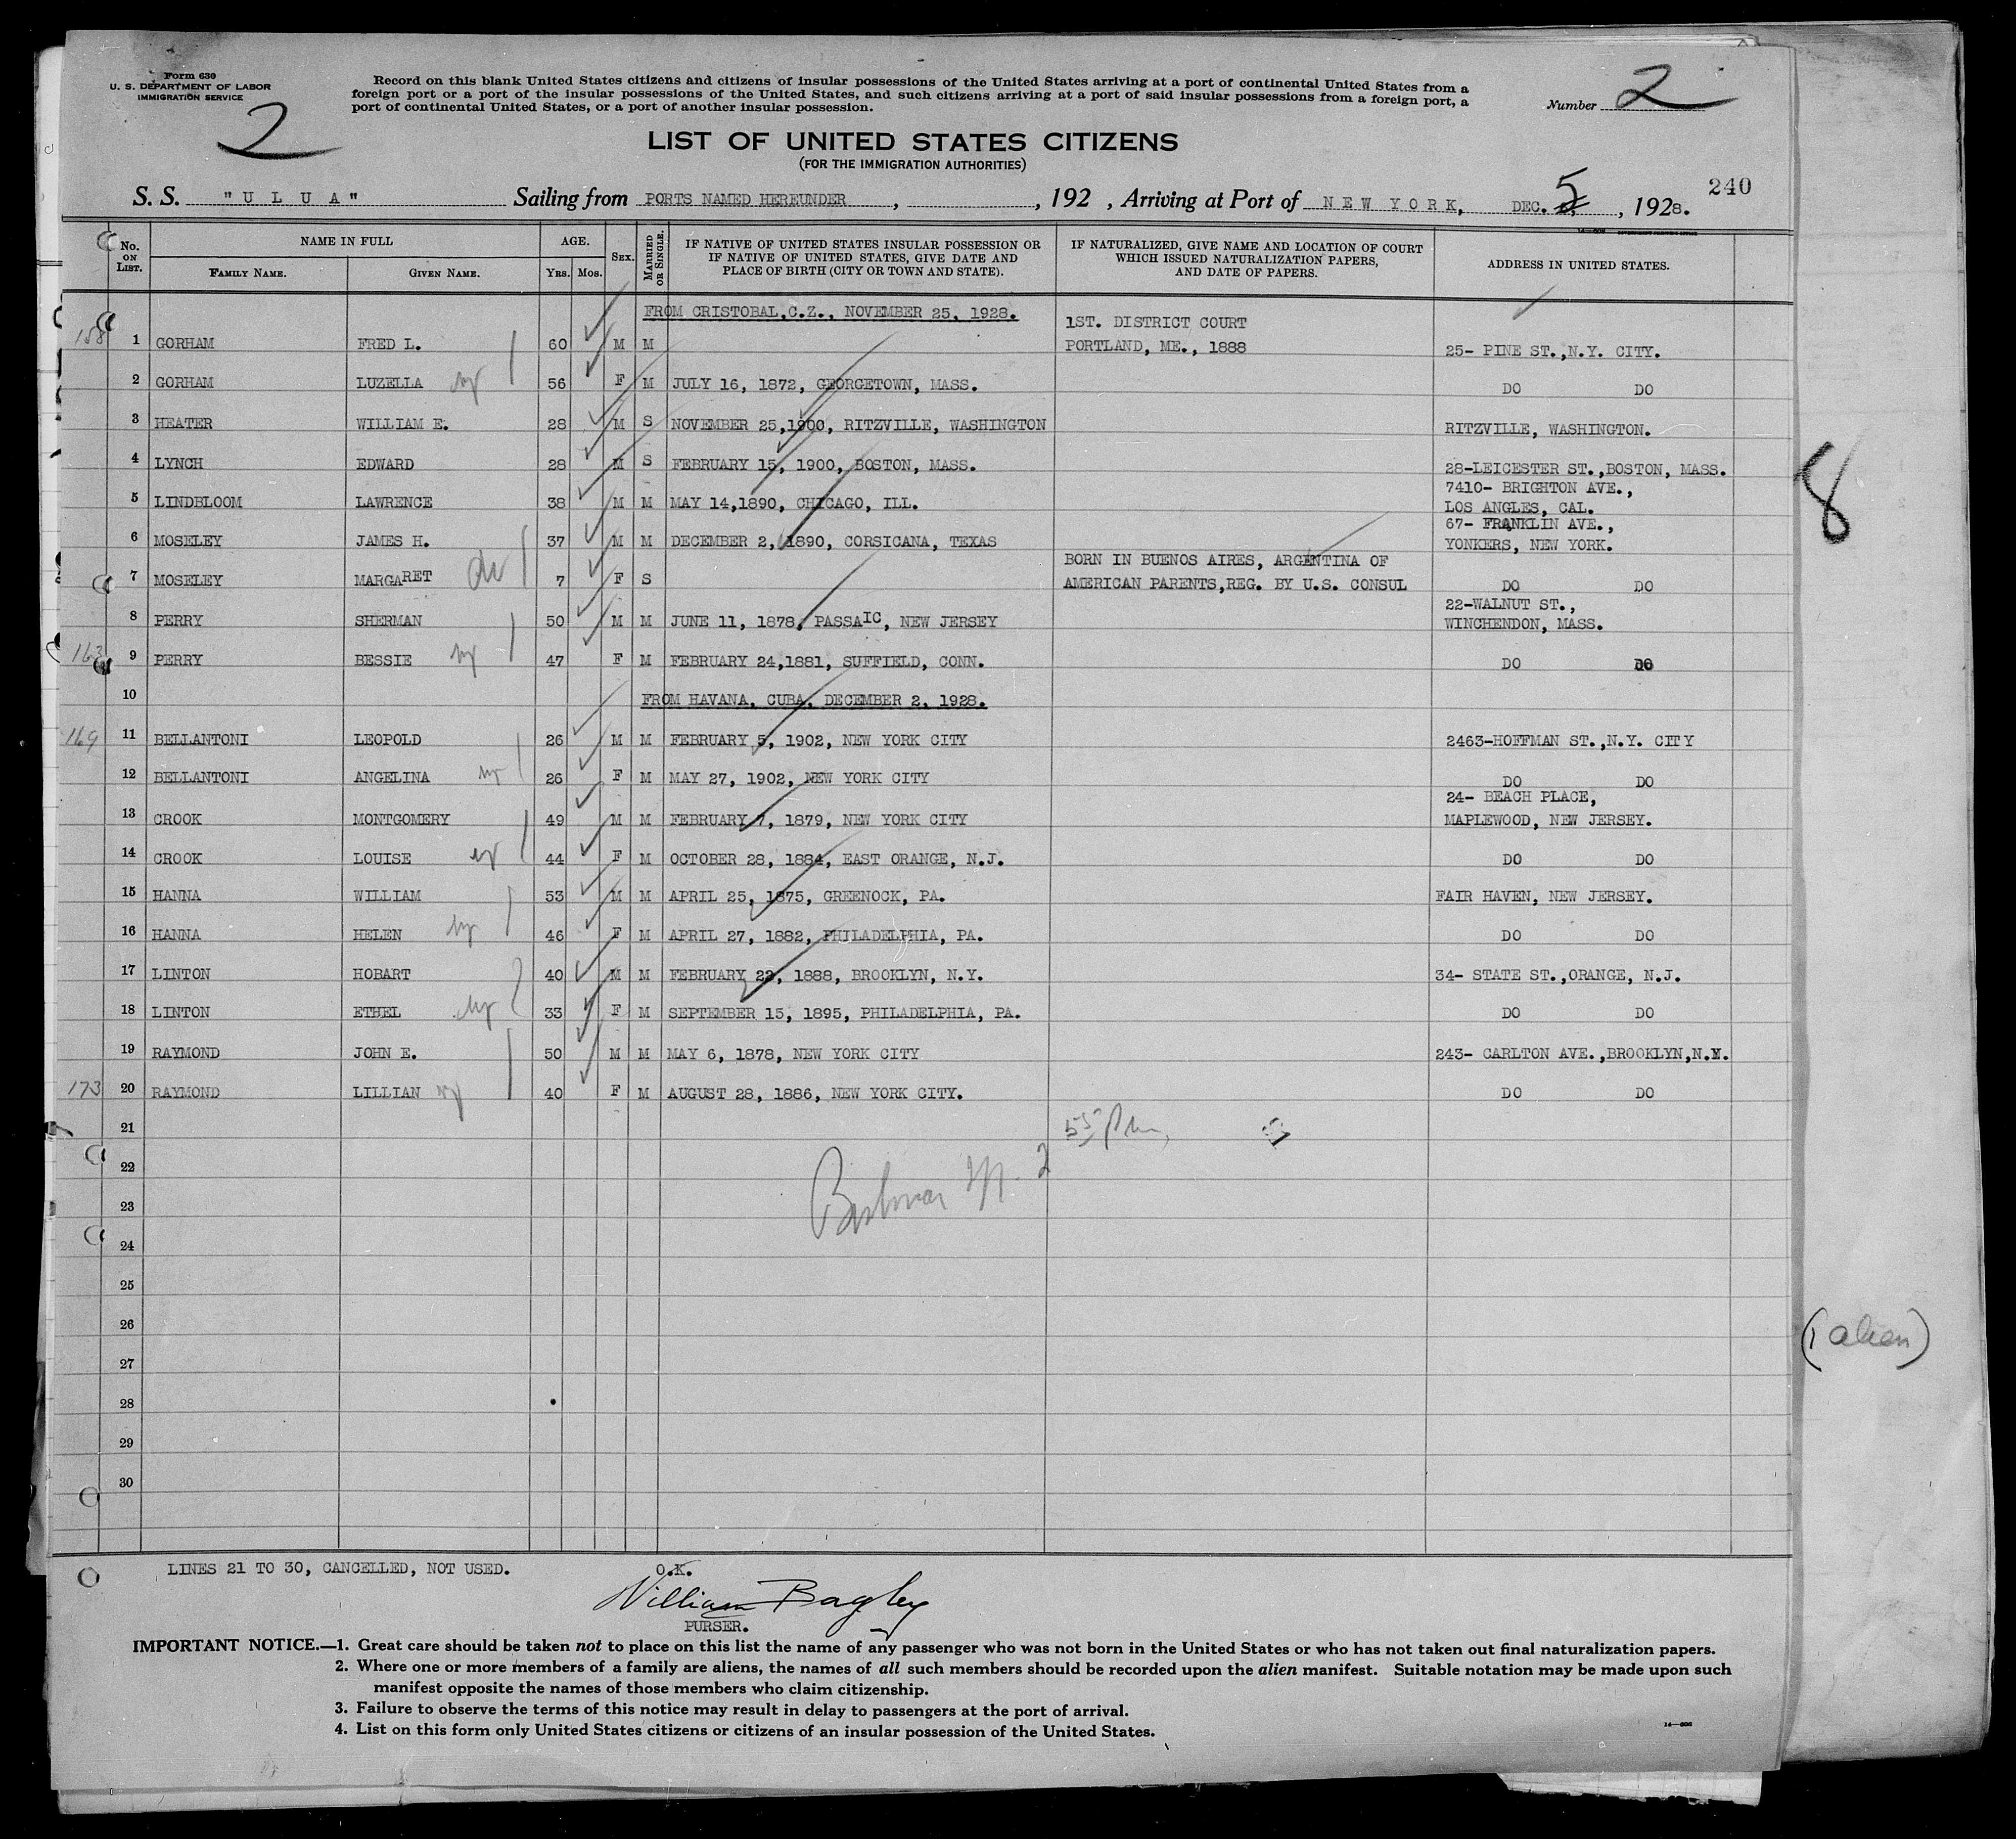 Form 630
U. S. DEPARTMENT OF LABOR
IMMIGRATION SERVICE
2
Record on this blank United States citizens and citizens of insular possessions of the United States arriving at a port of continental United States from a
foreign port or a port of the insular possessions of the United States, and such citizens arriving at a port of said insular possessions from a foreign port, a
port of continental United States, or a port of another insular possession.
Number 2
LIST OF UNITED STATES CITIZENS
(FOR THE IMMIGRATION AUTHORITIES)
240
S. S. "U L U A" Sailing from PORTS NAMED HEREUNDER, , 192 , Arriving at Port of NEW YORK, DEC. 5, 1928.
No. ON LIST. NAME IN FULL AGE. SEX. MARRIED OR SINGLE. IF NATIVE OF UNITED STATES INSULAR POSSESSION OR IF NATIVE OF UNITED STATES, GIVE DATE AND PLACE OF BIRTH (CITY OR TOWN AND STATE). IF NATURALIZED, GIVE NAME AND LOCATION OF COURT WHICH ISSUED NATURALIZATION PAPERS, AND DATE OF PAPERS. ADDRESS IN UNITED STATES.
FAMILY NAME. GIVEN NAME. YRS. MOS.
FROM CRISTOBAL,C.Z., NOVEMBER 25, 1928.
1ST. DISTRICT COURT
158 1 GORHAM FRED L. 60 M M PORTLAND, ME., 1888 25- PINE ST.,N.Y. CITY.
2 GORHAM LUZELLA 56 F M JULY 16, 1872, GEORGETOWN, MASS. DO DO
3 HEATER WILLIAM E. 28 M S NOVEMBER 25,1900, RITZVILLE, WASHINGTON RITZVILLE, WASHINGTON.
4 LYNCH EDWARD 28 M S FEBRUARY 15, 1900, BOSTON, MASS. 28-LEICESTER ST.,BOSTON, MASS.
7410- BRIGHTON AVE.,
5 LINDBLOOM LAWRENCE 38 M M MAY 14,1890, CHICAGO, ILL. LOS ANGLES, CAL.
67- FRANKLIN AVE.,
6 MOSELEY JAMES H. 37 M M DECEMBER 2, 1890, CORSICANA, TEXAS YONKERS, NEW YORK.
BORN IN BUENOS AIRES, ARGENTINA OF
7 MOSELEY MARGARET 7 F S AMERICAN PARENTS,REG. BY U.S. CONSUL DO DO
22-WALNUT ST.,
8 PERRY SHERMAN 50 M M JUNE 11, 1878, PASSAIC, NEW JERSEY WINCHENDON, MASS.
163 9 PERRY BESSIE 47 F M FEBRUARY 24,1881, SUFFIELD, CONN. DO DO
10 FROM HAVANA, CUBA, DECEMBER 2, 1928.
169 11 BELLANTONI LEOPOLD 26 M M FEBRUARY 5, 1902, NEW YORK CITY 2463-HOFFMAN ST.,N.Y. CITY
12 BELLANTONI ANGELINA 26 F M MAY 27, 1902, NEW YORK CITY DO DO
24- BEACH PLACE,
13 CROOK MONTGOMERY 49 M M FEBRUARY 7, 1879, NEW YORK CITY MAPLEWOOD, NEW JERSEY.
14 CROOK LOUISE 44 F M OCTOBER 28, 1884, EAST ORANGE, N.J. DO DO
15 HANNA WILLIAM 53 M M APRIL 25, 1875, GREENOCK, PA. FAIR HAVEN, NEW JERSEY.
16 HANNA HELEN 46 F M APRIL 27, 1882, PHILADELPHIA, PA. DO DO
17 LINTON HOBART 40 M M FEBRUARY 22, 1888, BROOKLYN, N.Y. 34- STATE ST.,ORANGE, N.J.
18 LINTON ETHEL 33 F M SEPTEMBER 15, 1895, PHILADELPHIA, PA. DO DO
19 RAYMOND JOHN E. 50 M M MAY 6, 1878, NEW YORK CITY 243- CARLTON AVE.,BROOKLYN,N.Y.
173 20 RAYMOND LILLIAN 40 F M AUGUST 28, 1886, NEW YORK CITY. DO DO
21
22
23
24
25
26
27
28
29
30
8
(1 alien)
LINES 21 TO 30, CANCELLED, NOT USED. O.K.
William Bagley
PURSER.
IMPORTANT NOTICE.—1. Great care should be taken not to place on this list the name of any passenger who was not born in the United States or who has not taken out final naturalization papers.
2. Where one or more members of a family are aliens, the names of all such members should be recorded upon the alien manifest. Suitable notation may be made upon such
manifest opposite the names of those members who claim citizenship.
3. Failure to observe the terms of this notice may result in delay to passengers at the port of arrival.
4. List on this form only United States citizens or citizens of an insular possession of the United States.